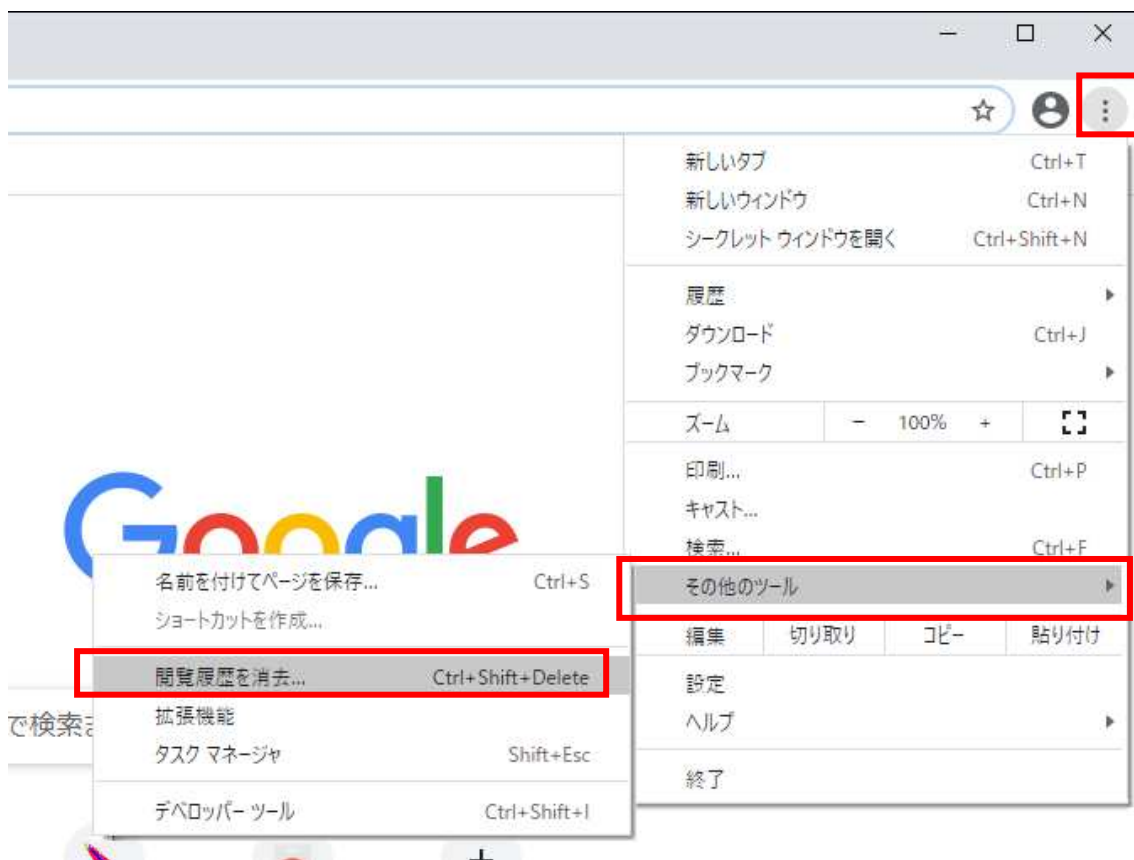 新しいタブ Ctrl+T
新しいウィンドウ Ctrl+N
シークレット ウィンドウを開く Ctrl+Shift+N
履歴
ダウンロード Ctrl+J
ブックマーク
ズーム − 100% +
印刷... Ctrl+P
キャスト...
検索... Ctrl+F
その他のツール
編集 切り取り コピー 貼り付け
設定
ヘルプ
終了
Google
名前を付けてページを保存... Ctrl+S
ショートカットを作成...
閲覧履歴を消去... Ctrl+Shift+Delete
拡張機能
タスク マネージャ Shift+Esc
デベロッパー ツール Ctrl+Shift+I
で検索